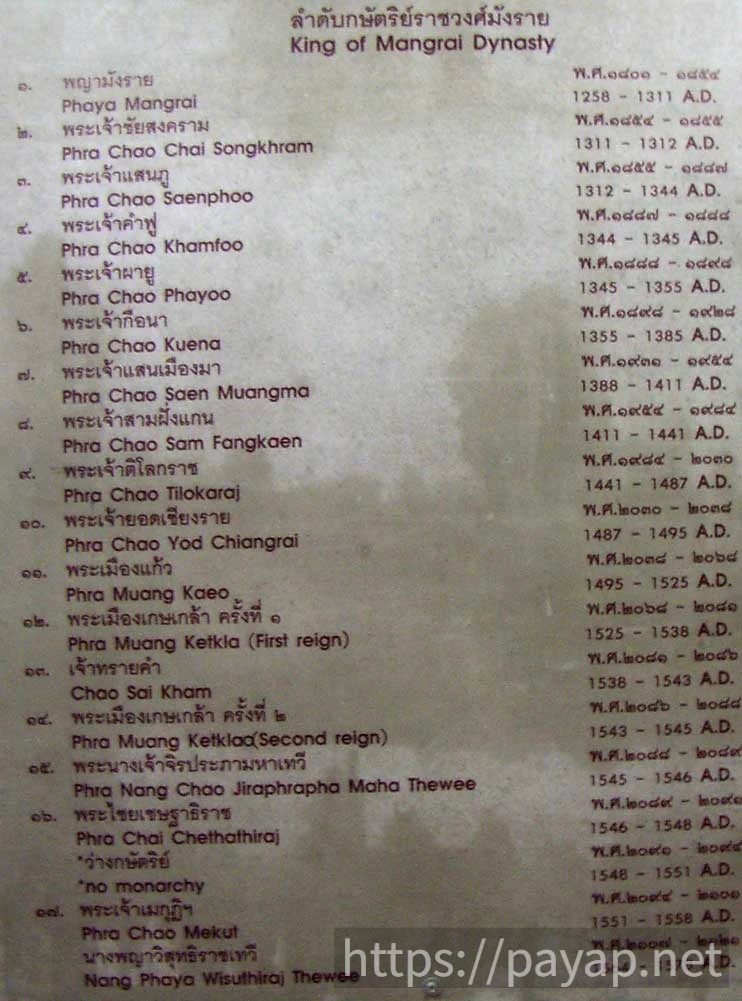 ลำดับกษัตริย์ราชวงศ์มังราย
King of Mangrai Dynasty
๑. พญามังราย พ.ศ.๑๘๐๑ - ๑๘๕๔
Phaya Mangrai 1258 - 1311 A.D.
๒. พระเจ้าชัยสงคราม พ.ศ.๑๘๕๔ - ๑๘๕๕
Phra Chao Chai Songkhram 1311 - 1312 A.D.
๓. พระเจ้าแสนภู พ.ศ.๑๘๕๕ - ๑๘๘๗
Phra Chao Saenphoo 1312 - 1344 A.D.
๔. พระเจ้าคำฟู พ.ศ.๑๘๘๗ - ๑๘๘๘
Phra Chao Khamfoo 1344 - 1345 A.D.
๕. พระเจ้าผายู พ.ศ.๑๘๘๘ - ๑๘๙๘
Phra Chao Phayoo 1345 - 1355 A.D.
๖. พระเจ้ากือนา พ.ศ.๑๘๙๘ - ๑๙๒๘
Phra Chao Kuena 1355 - 1385 A.D.
๗. พระเจ้าแสนเมืองมา พ.ศ.๑๙๓๑ - ๑๙๕๔
Phra Chao Saen Muangma 1388 - 1411 A.D.
๘. พระเจ้าสามฝั่งแกน พ.ศ.๑๙๕๔ - ๑๙๘๔
Phra Chao Sam Fangkaen 1411 - 1441 A.D.
๙. พระเจ้าติโลกราช พ.ศ.๑๙๘๔ - ๒๐๓๐
Phra Chao Tilokaraj 1441 - 1487 A.D.
๑๐. พระเจ้ายอดเชียงราย พ.ศ.๒๐๓๐ - ๒๐๓๘
Phra Chao Yod Chiangrai 1487 - 1495 A.D.
๑๑. พระเมืองแก้ว พ.ศ.๒๐๓๘ - ๒๐๖๘
Phra Muang Kaeo 1495 - 1525 A.D.
๑๒. พระเมืองเกษเกล้า ครั้งที่ ๑ พ.ศ.๒๐๖๘ - ๒๐๘๑
Phra Muang Ketkla (First reign) 1525 - 1538 A.D.
๑๓. เจ้าทรายคำ พ.ศ.๒๐๘๑ - ๒๐๘๖
Chao Sai Kham 1538 - 1543 A.D.
๑๔. พระเมืองเกษเกล้า ครั้งที่ ๒ พ.ศ.๒๐๘๖ - ๒๐๘๘
Phra Muang (Second reign) 1543 - 1545 A.D.
๑๕. พระนางเจ้าจิรประภามหาเทวี พ.ศ.๒๐๘๘ - ๒๐๘๙
Phra Nang Chao Jiraphrapha Maha Thewee 1545 - 1546 A.D.
๑๖. พระไชยเชษฐาธิราช พ.ศ.๒๐๘๙ - ๒๐๙๑
Phra Chai Chethathiraj 1546 - 1548 A.D.
*ว่างกษัตริย์ พ.ศ.๒๐๙๑ - ๒๐๙๔
*no monarchy 1548 - 1551 A.D.
๑๗. พระเจ้าเมกุฏิฯ พ.ศ.๒๐๙๔ - ๒๑๐๑
Phra Chao Mekut 1551 - 1558 A.D.
นางพญาวิสุทธิราชเทวี พ.ศ.๒๑๐๗ - ๒๑๒๑
Nang Phaya Wisuthiraj Thewee A.D.
https://payap.net